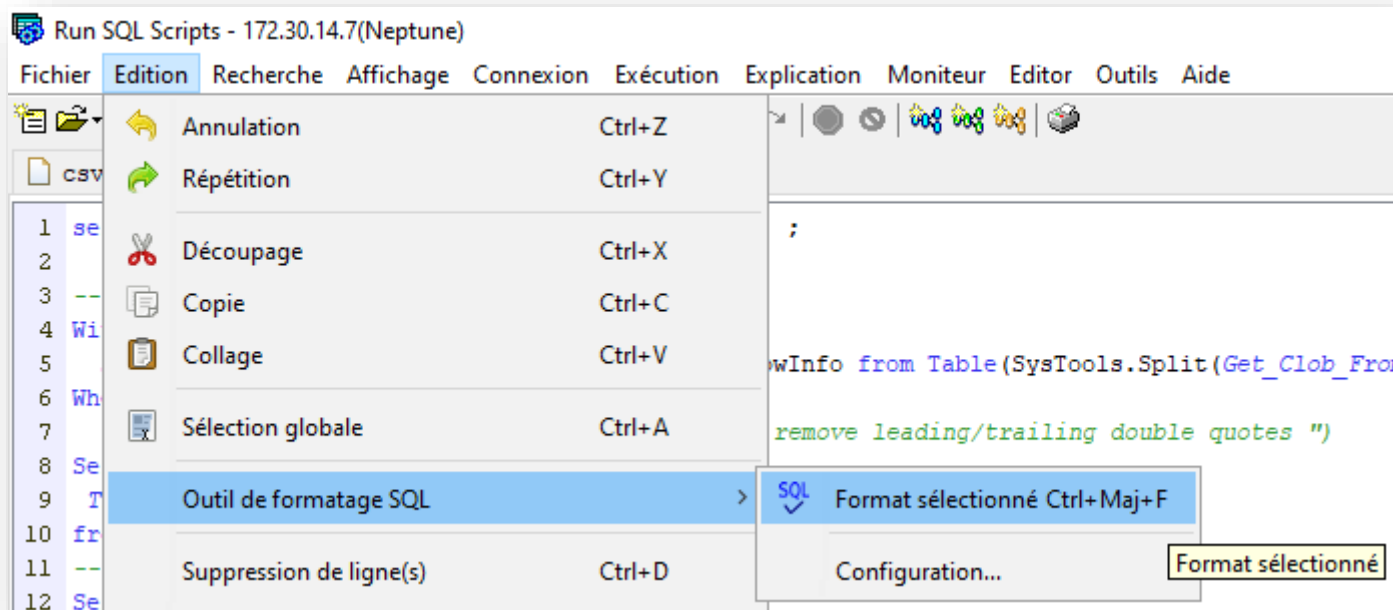 Run SQL Scripts - 172.30.14.7(Neptune)
Fichier Edition Recherche Affichage Connexion Exécution Explication Moniteur Editor Outils Aide
Annulation Ctrl+Z
csv
Répétition Ctrl+Y
1 se ;
2
Découpage Ctrl+X
3 --
Copie Ctrl+C
4 Wi
Collage Ctrl+V
5 wInfo from Table(SysTools.Split(Get_Clob_From
6 Wh
Sélection globale Ctrl+A
7 remove leading/trailing double quotes ")
8 Se
9 T
Outil de formatage SQL > SQL Format sélectionné Ctrl+Maj+F
10 fr
11 --
Format sélectionné
Suppression de ligne(s) Ctrl+D Configuration...
12 Se